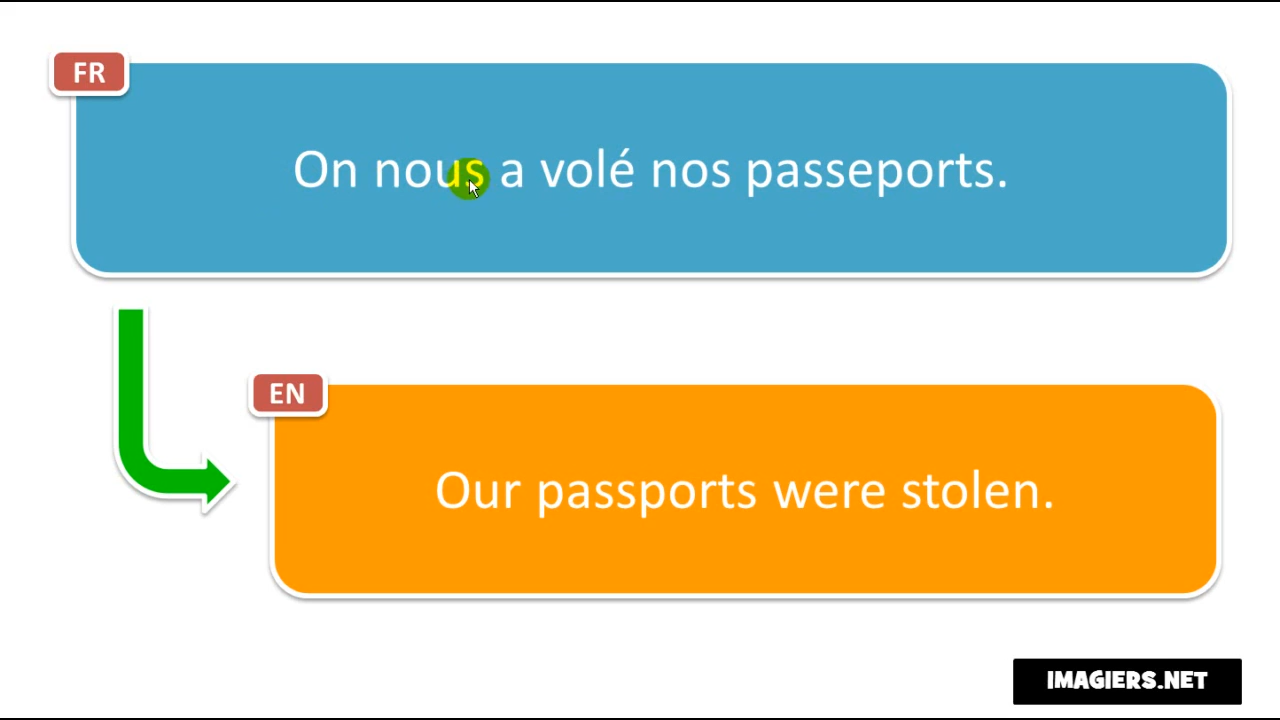 FR
On nous a volé nos passeports.
EN
Our passports were stolen.
IMAGIERS.NET